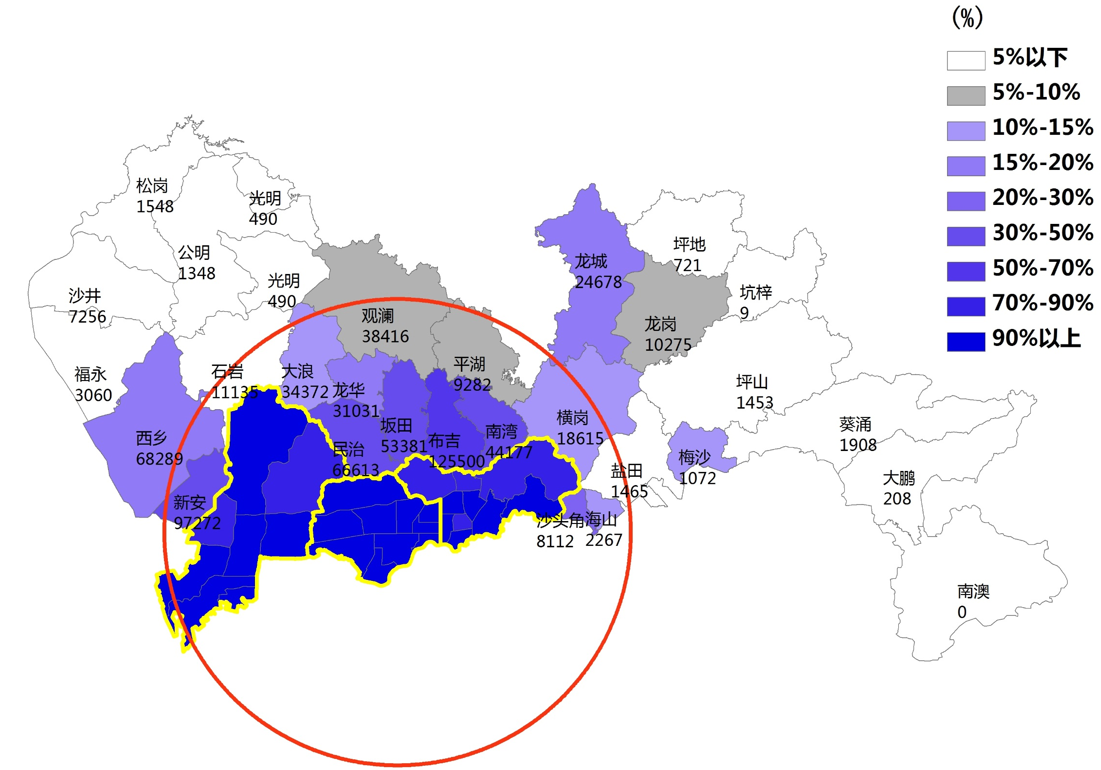 (%)
5%以下
5%-10%
10%-15%
15%-20%
20%-30%
30%-50%
50%-70%
70%-90%
90%以上
松岗
1548
光明
490
公明
1348
光明
490
沙井
7256
福永
3060
石岩
11135
西乡
68289
新安
97272
观澜
38416
大浪
34372
龙华
31031
平湖
9282
坂田
53381
民治
66613
布吉
125500
南湾
44177
横岗
18615
龙城
24678
坪地
721
龙岗
10275
坑梓
9
坪山
1453
盐田
1465
梅沙
1072
沙头角
8112
海山
2267
葵涌
1908
大鹏
208
南澳
0